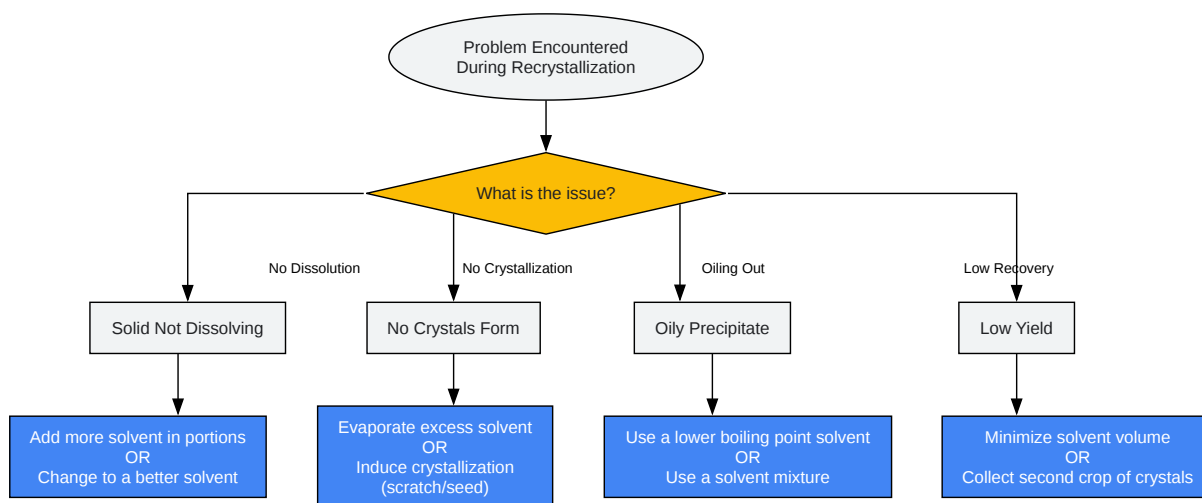 Problem Encountered
During Recrystallization
What is the issue?
No Dissolution
No Crystallization
Oiling Out
Low Recovery
Solid Not Dissolving
No Crystals Form
Oily Precipitate
Low Yield
Add more solvent in portions
OR
Change to a better solvent
Evaporate excess solvent
OR
Induce crystallization
(scratch/seed)
Use a lower boiling point solvent
OR
Use a solvent mixture
Minimize solvent volume
OR
Collect second crop of crystals